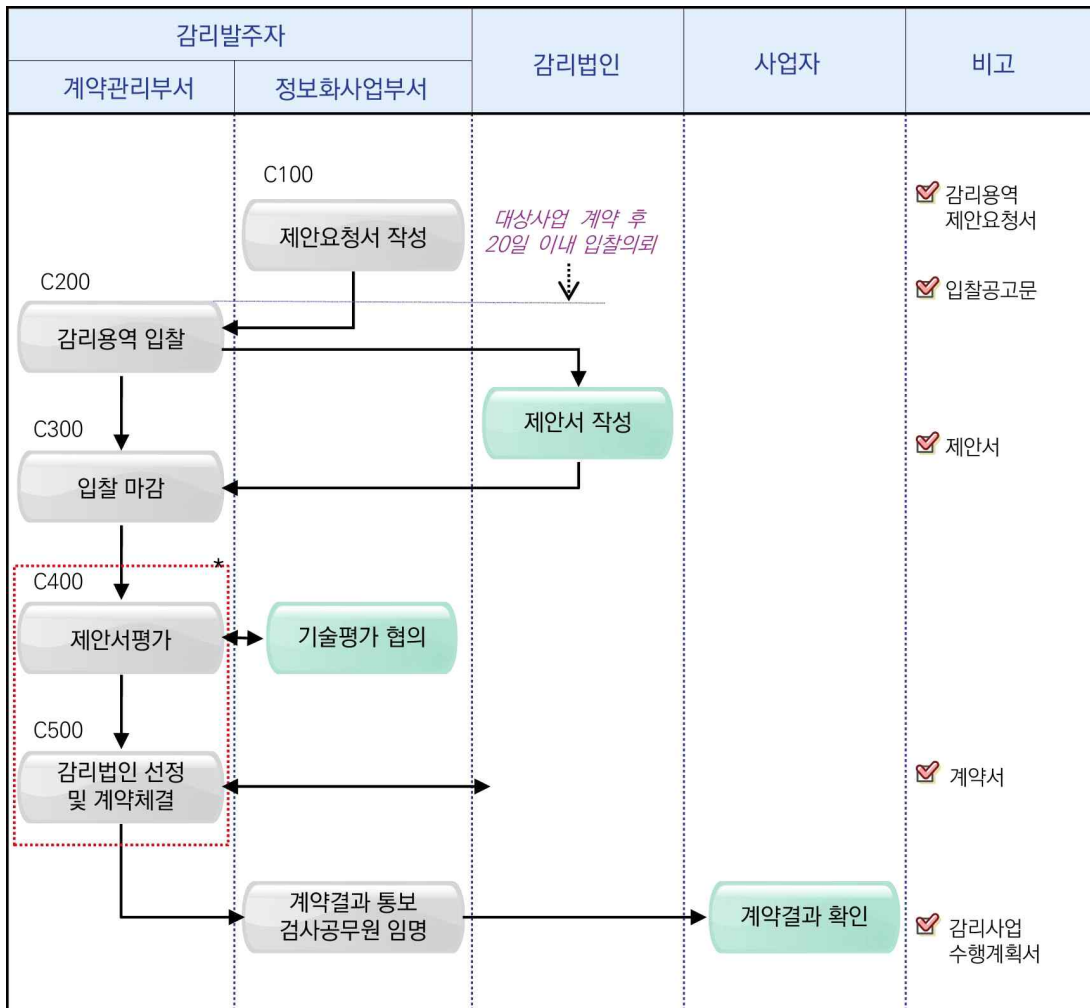 감리발주자
계약관리부서
정보화사업부서
감리법인
사업자
비고
C100
제안요청서 작성
대상사업 계약 후
20일 이내 입찰의뢰
감리용역
제안요청서
C200
감리용역 입찰
입찰공고문
제안서 작성
C300
입찰 마감
제안서
*
C400
제안서평가
기술평가 협의
C500
감리법인 선정
및 계약체결
계약서
계약결과 통보
검사공무원 임명
계약결과 확인
감리사업
수행계획서